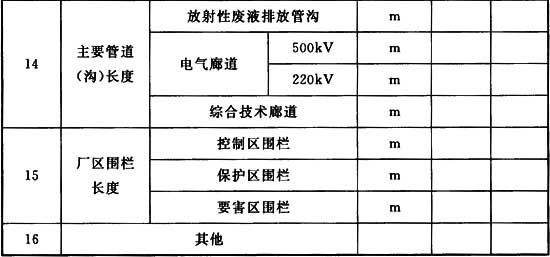 放射性废液排放管沟 m
14 主要管道
(沟)长度
电气廊道 500kV m
220kV m
综合技术廊道 m
15 厂区围栏
长度
控制区围栏 m
保护区围栏 m
要害区围栏 m
16 其他